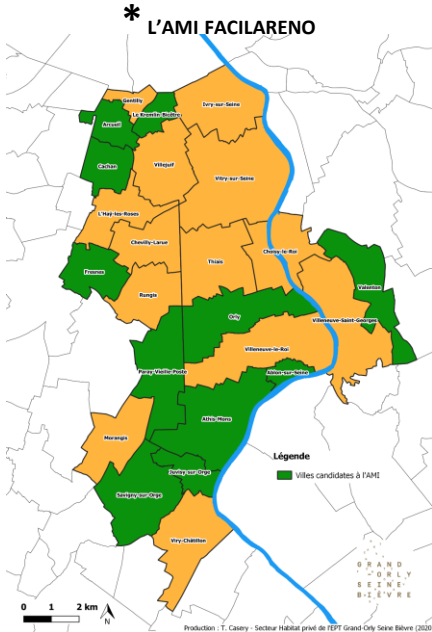 * L'AMI FACILARENO
Gentilly
Le Kremlin-Bicêtre
Ivry-sur-Seine
Arcueil
Cachan
Villejuif
Vitry-sur-Seine
L'Haÿ-les-Roses
Chevilly-Larue
Thiais
Choisy-le-Roi
Fresnes
Rungis
Valenton
Orly
Villeneuve-Saint-Georges
Villeneuve-le-Roi
Paray-Vieille-Poste
Ablon-sur-Seine
Athis-Mons
Morangis
Juvisy-sur-Orge
Savigny-sur-Orge
Viry-Châtillon
Légende
Villes candidates à l'AMI
GRAND
ORLY
SEINE
BIÈVRE
0 1 2 km
N
Production : T. Casery - Secteur Habitat privé de l'EPT Grand-Orly Seine Bièvre (2020